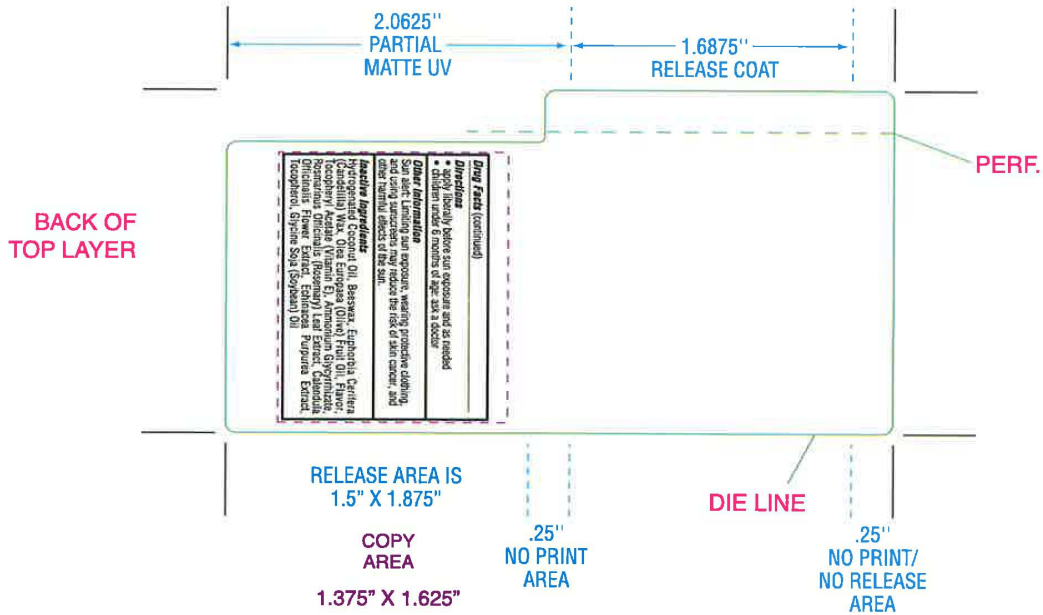 2.0625"
PARTIAL
MATTE UV
1.6875"
RELEASE COAT
PERF.
BACK OF
TOP LAYER
Drug Facts (continued)
Directions
• apply liberally before sun exposure and as needed
• children under 6 months of age: ask a doctor
Other Information
Sun alert: Limiting sun exposure, wearing protective clothing,
and using sunscreens may reduce the risk of skin cancer, and
other harmful effects of the sun.
Inactive Ingredients
Hydrogenated Coconut Oil, Beeswax, Euphorbia Cerifera
(Candelilla) Wax, Olea Europaea (Olive) Fruit Oil, Flavor,
Tocopheryl Acetate (Vitamin E), Ammonium Glycyrrhizate,
Rosmarinus Officinalis (Rosemary) Leaf Extract, Calendula
Officinalis Flower Extract, Echinacea Purpurea Extract,
Tocopherol, Glycine Soja (Soybean) Oil
RELEASE AREA IS
1.5" X 1.875"
COPY
AREA
1.375" X 1.625"
.25"
NO PRINT
AREA
DIE LINE
.25"
NO PRINT/
NO RELEASE
AREA